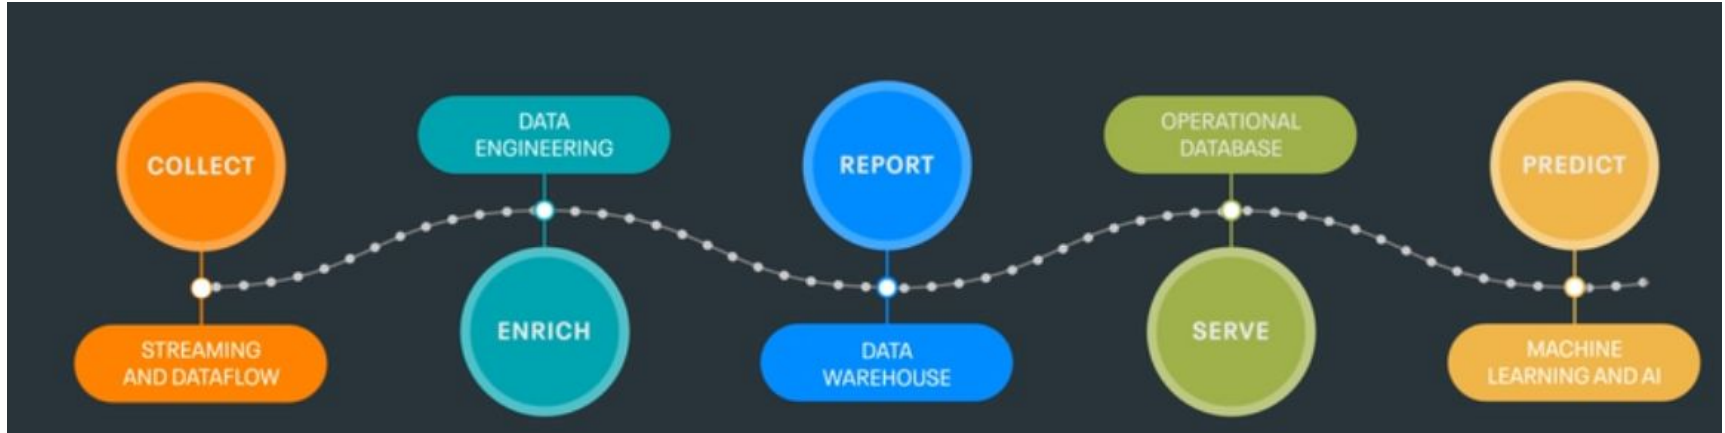 COLLECT
STREAMING
AND DATAFLOW
DATA
ENGINEERING
ENRICH
REPORT
DATA
WAREHOUSE
OPERATIONAL
DATABASE
SERVE
PREDICT
MACHINE
LEARNING AND AI